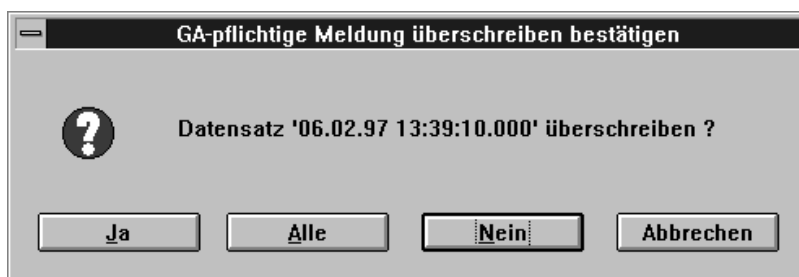 GA-pflichtige Meldung überschreiben bestätigen
Datensatz '06.02.97 13:39:10.000' überschreiben ?
Ja Alle Nein Abbrechen